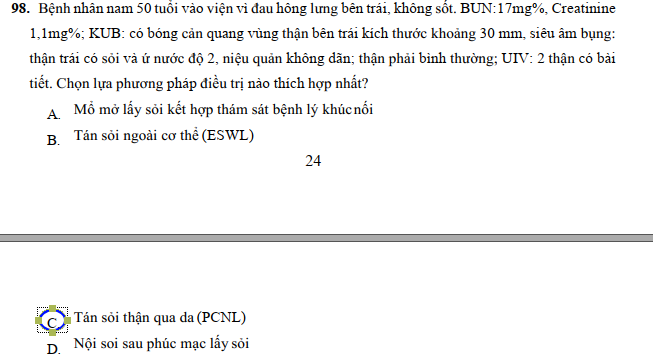 98. Bệnh nhân nam 50 tuổi vào viện vì đau hông lưng bên trái, không sốt. BUN:17mg%, Creatinine
1,1mg%; KUB: có bóng cản quang vùng thận bên trái kích thước khoảng 30 mm, siêu âm bụng:
thận trái có sỏi và ứ nước độ 2, niệu quản không dãn; thận phải bình thường; UIV: 2 thận có bài
tiết. Chọn lựa phương pháp điều trị nào thích hợp nhất?
A. Mổ mở lấy sỏi kết hợp thám sát bệnh lý khúc nối
B. Tán sỏi ngoài cơ thể (ESWL)
24
C. Tán sỏi thận qua da (PCNL)
D. Nội soi sau phúc mạc lấy sỏi